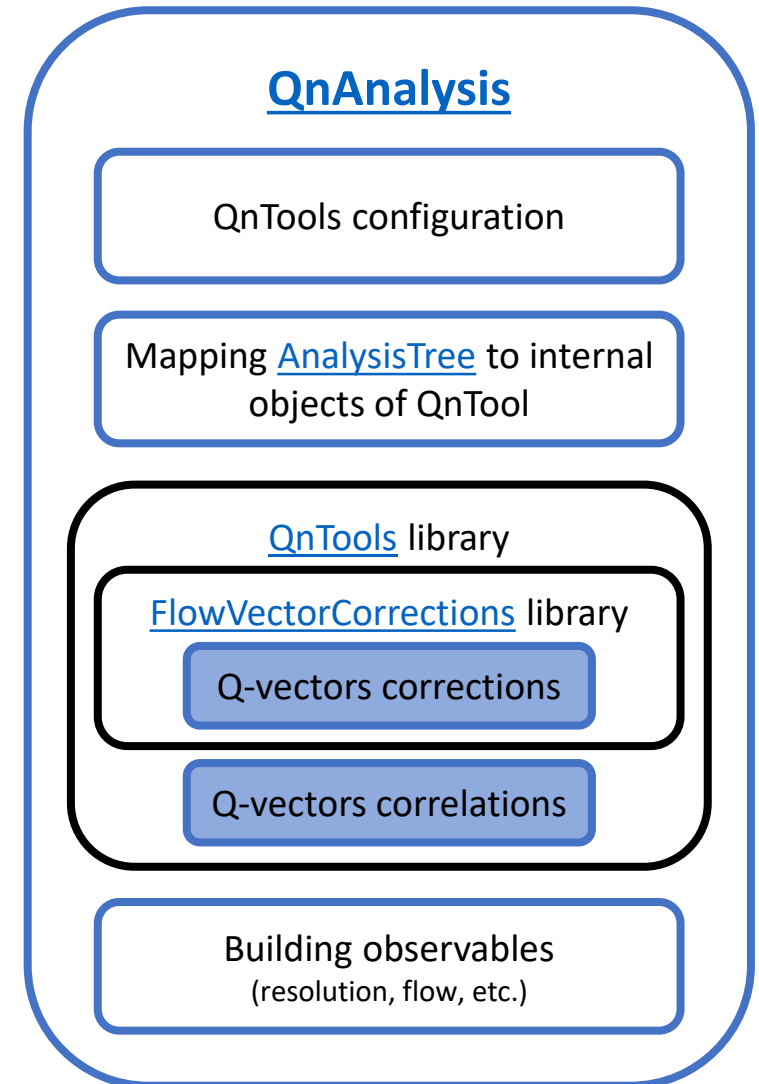 QnAnalysis
QnTools configuration
Mapping AnalysisTree to internal
objects of QnTool
QnTools library
FlowVectorCorrections library
Q-vectors corrections
Q-vectors correlations
Building observables
(resolution, flow, etc.)